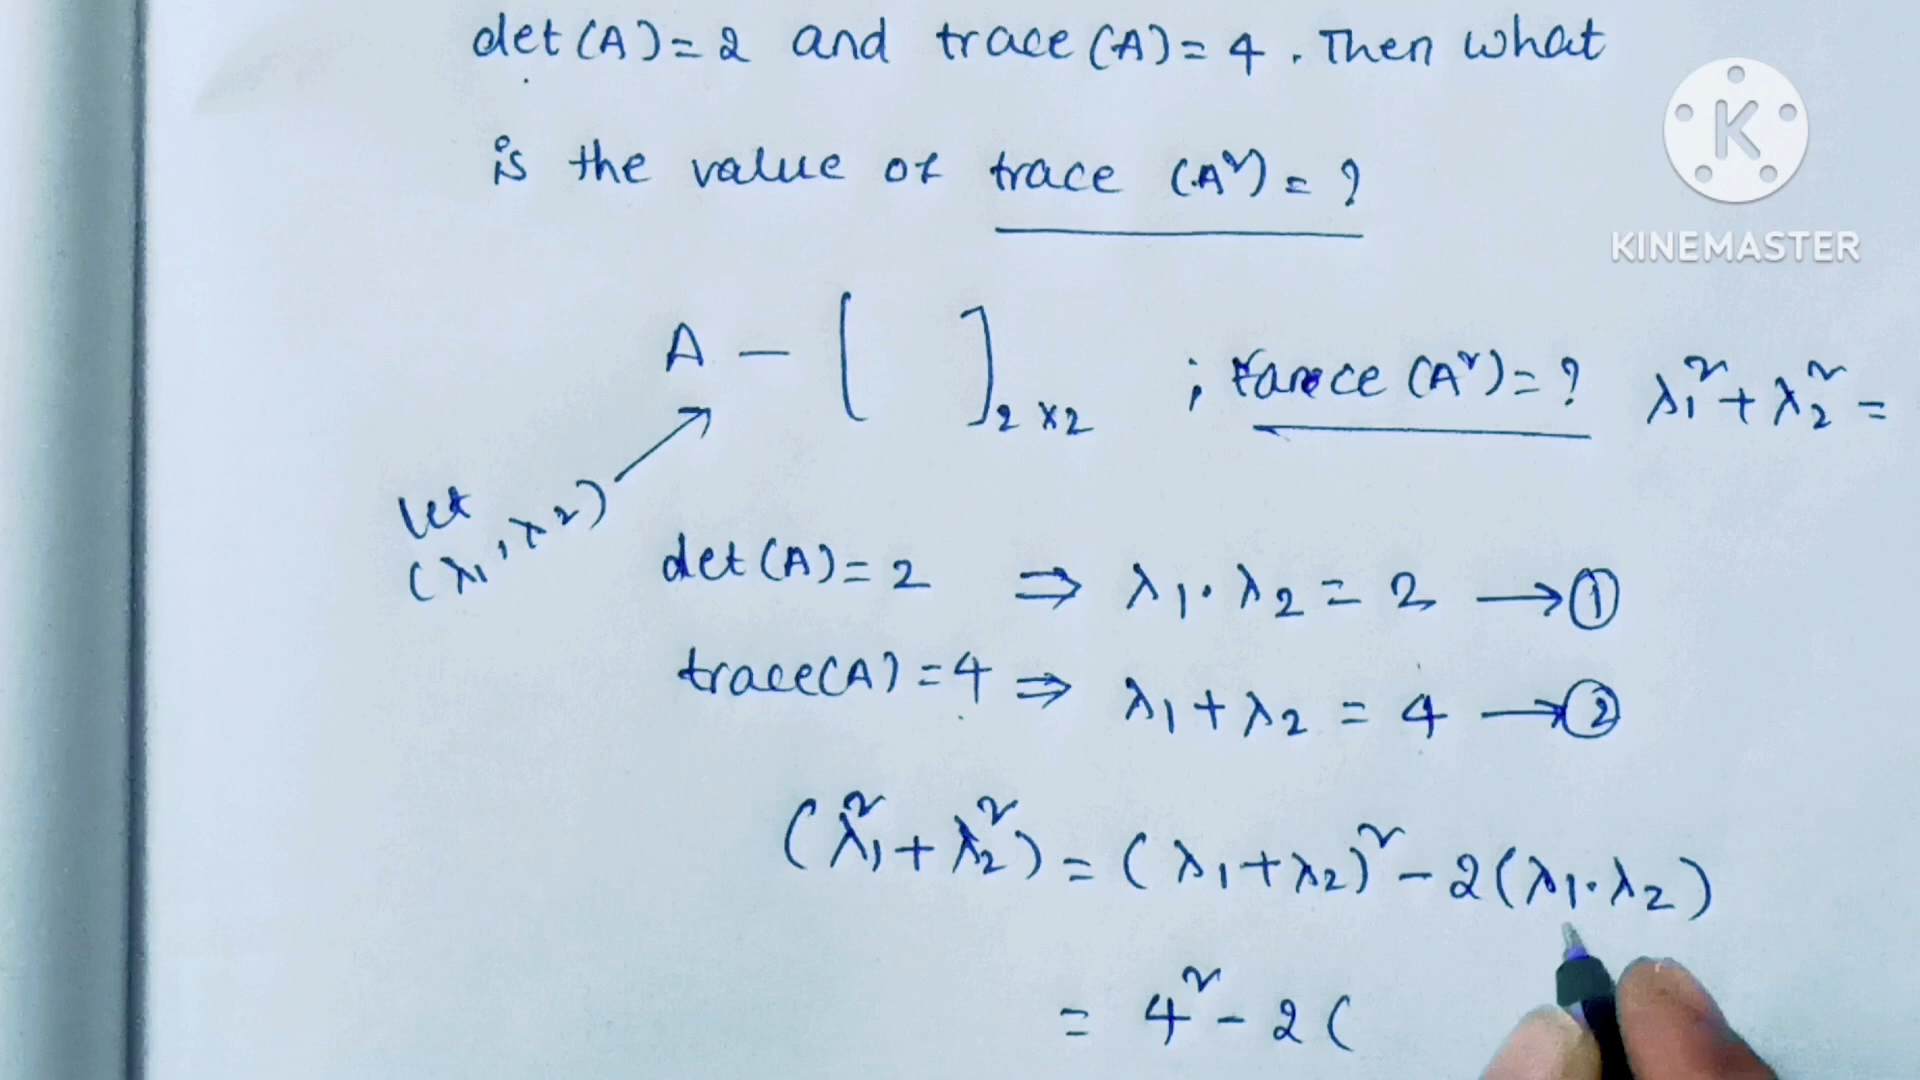 det(A)=2 and trace(A)=4. Then what
is the value of trace (A²)=?
K
KINEMASTER
A - [ ]₂ₓ₂ ; trace (A²)=? λ₁²+λ₂² =
let
(λ₁, λ₂)
det(A)=2 ⇒ λ₁.λ₂ = 2 → ①
trace(A)=4 ⇒ λ₁+λ₂ = 4 → ②
(λ₁²+λ₂²) = (λ₁+λ₂)² - 2(λ₁.λ₂)
= 4² - 2(